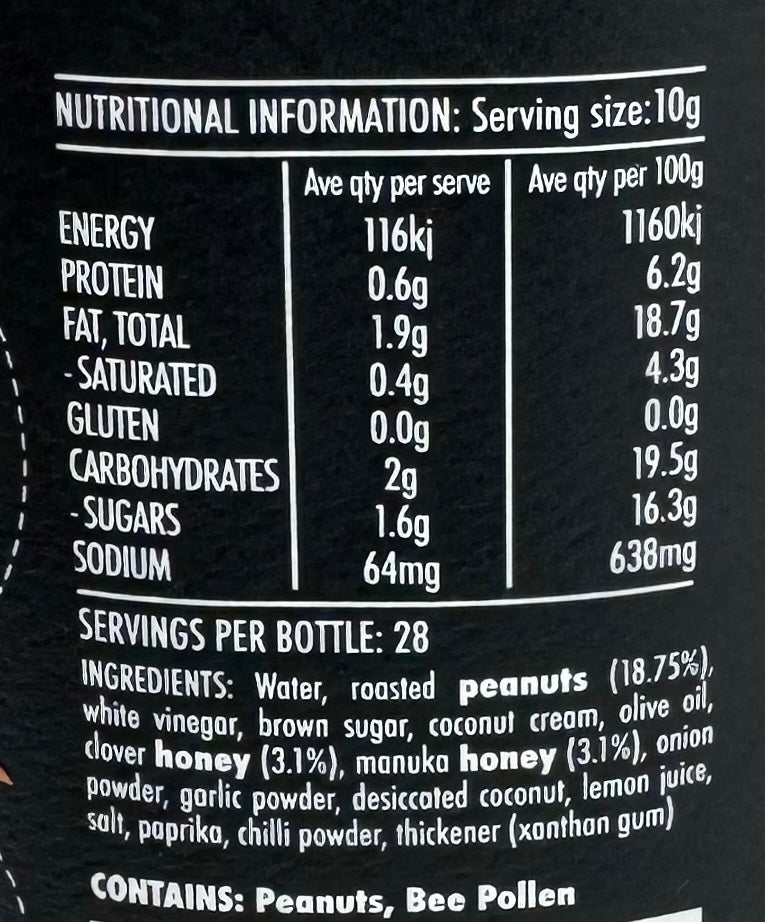 NUTRITIONAL INFORMATION: Serving size:10g
Ave qty per serve Ave qty per 100g
ENERGY 116kj 1160kj
PROTEIN 0.6g 6.2g
FAT, TOTAL 1.9g 18.7g
- SATURATED 0.4g 4.3g
GLUTEN 0.0g 0.0g
CARBOHYDRATES 2g 19.5g
- SUGARS 1.6g 16.3g
SODIUM 64mg 638mg
SERVINGS PER BOTTLE: 28
INGREDIENTS: Water, roasted peanuts (18.75%),
white vinegar, brown sugar, coconut cream, olive oil,
clover honey (3.1%), manuka honey (3.1%), onion
powder, garlic powder, desiccated coconut, lemon juice,
salt, paprika, chilli powder, thickener (xanthan gum)
CONTAINS: Peanuts, Bee Pollen